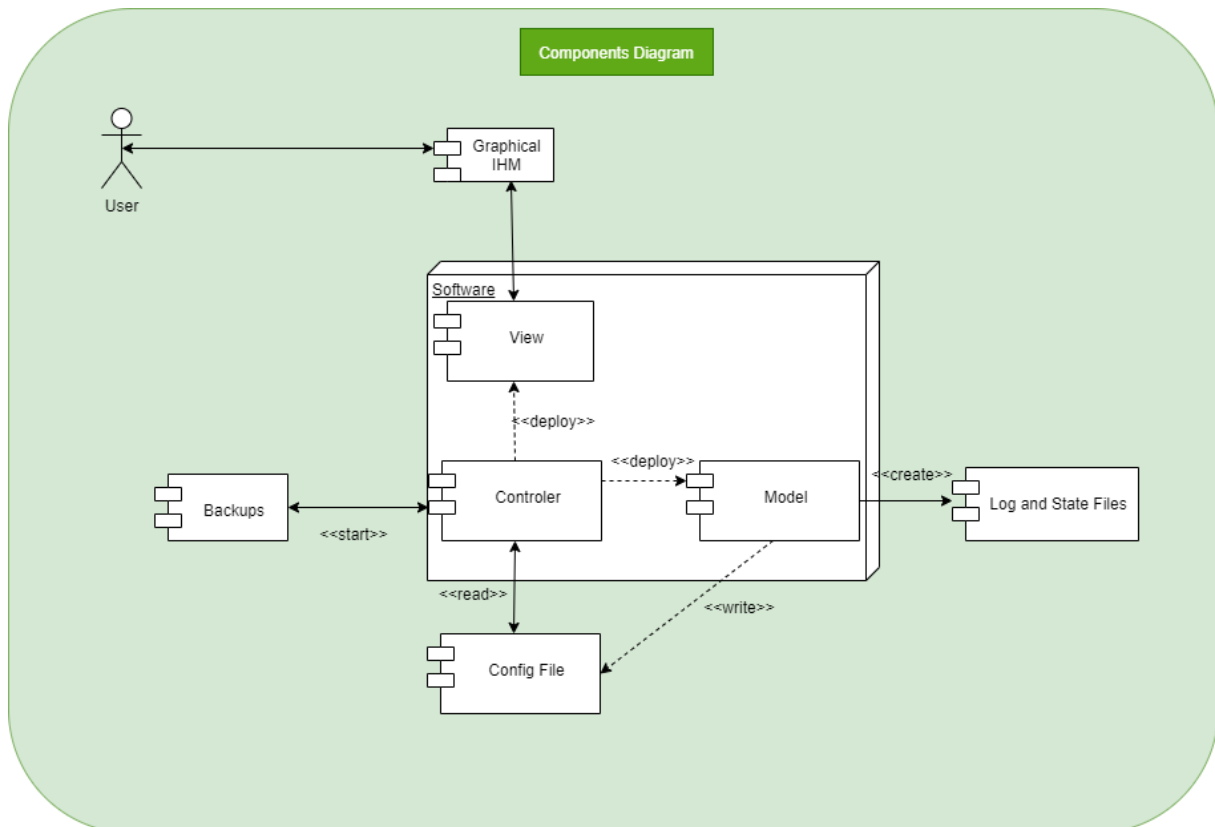 Components Diagram
Graphical
IHM
User
Software
View
<<deploy>>
<<deploy>>
<<create>>
Backups
Controler
Model
Log and State Files
<<start>>
<<read>>
<<write>>
Config File